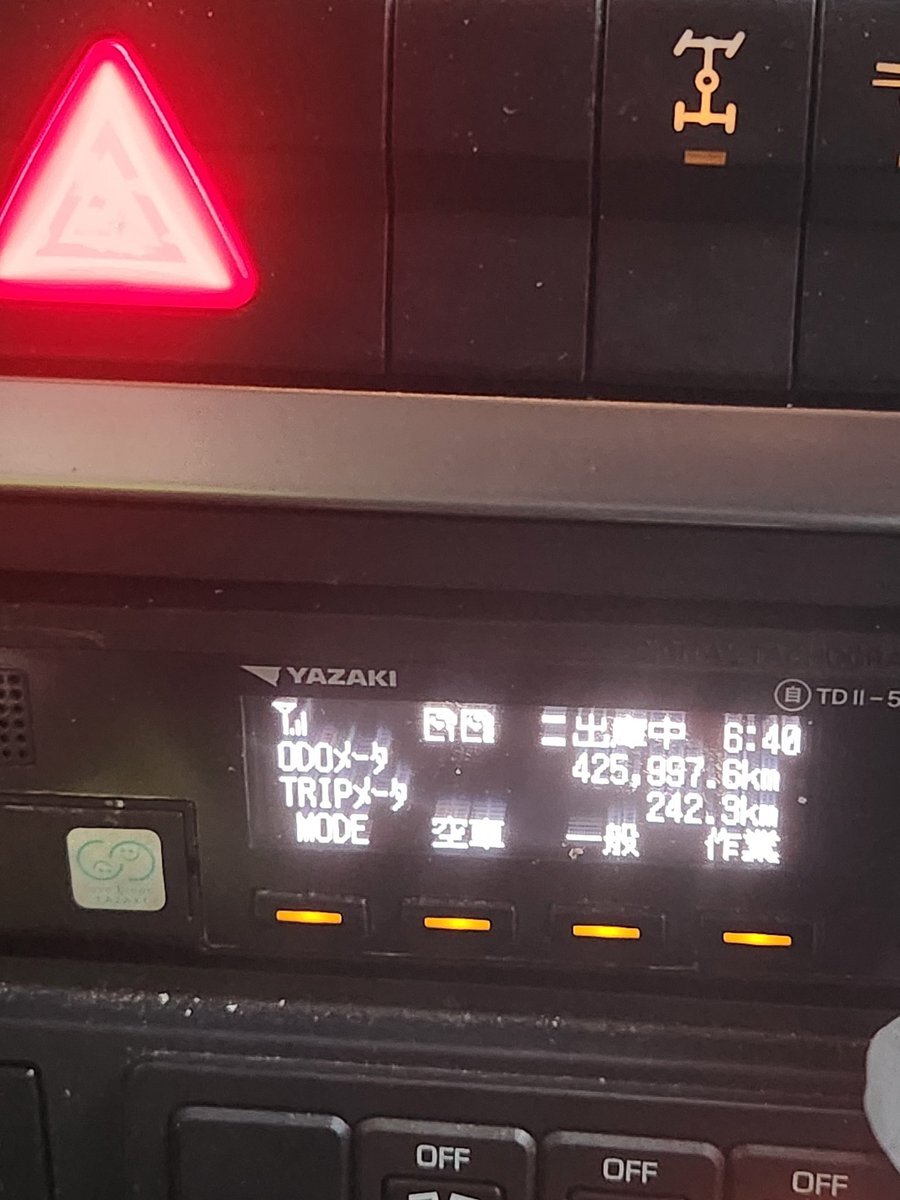 YAZAKI
自 TDII-5
出庫中 6:40
ODOメータ 425,997.6km
TRIPメータ 242.9km
MODE 空車 一般 作業
OFF OFF OFF